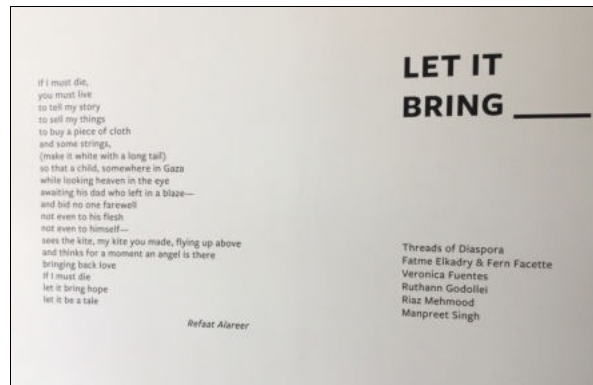 If I must die,
you must live
to tell my story
to sell my things
to buy a piece of cloth
and some strings,
(make it white with a long tail)
so that a child, somewhere in Gaza
while looking heaven in the eye
awaiting his dad who left in a blaze—
and bid no one farewell
not even to his flesh
not even to himself—
sees the kite, my kite you made, flying up above
and thinks for a moment an angel is there
bringing back love
If I must die
let it bring hope
let it be a tale
Refaat Alareer
LET IT
BRING ____
Threads of Diaspora
Fatme Elkadry & Fern Facette
Veronica Fuentes
Ruthann Godollei
Riaz Mehmood
Manpreet Singh